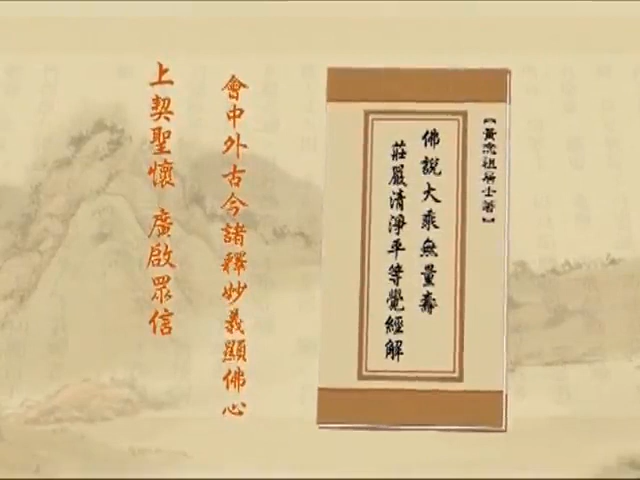 【黃念祖居士著】
佛說大乘無量壽
莊嚴清淨平等覺經解
會中外古今諸釋妙義顯佛心
上契聖懷 廣啟眾信